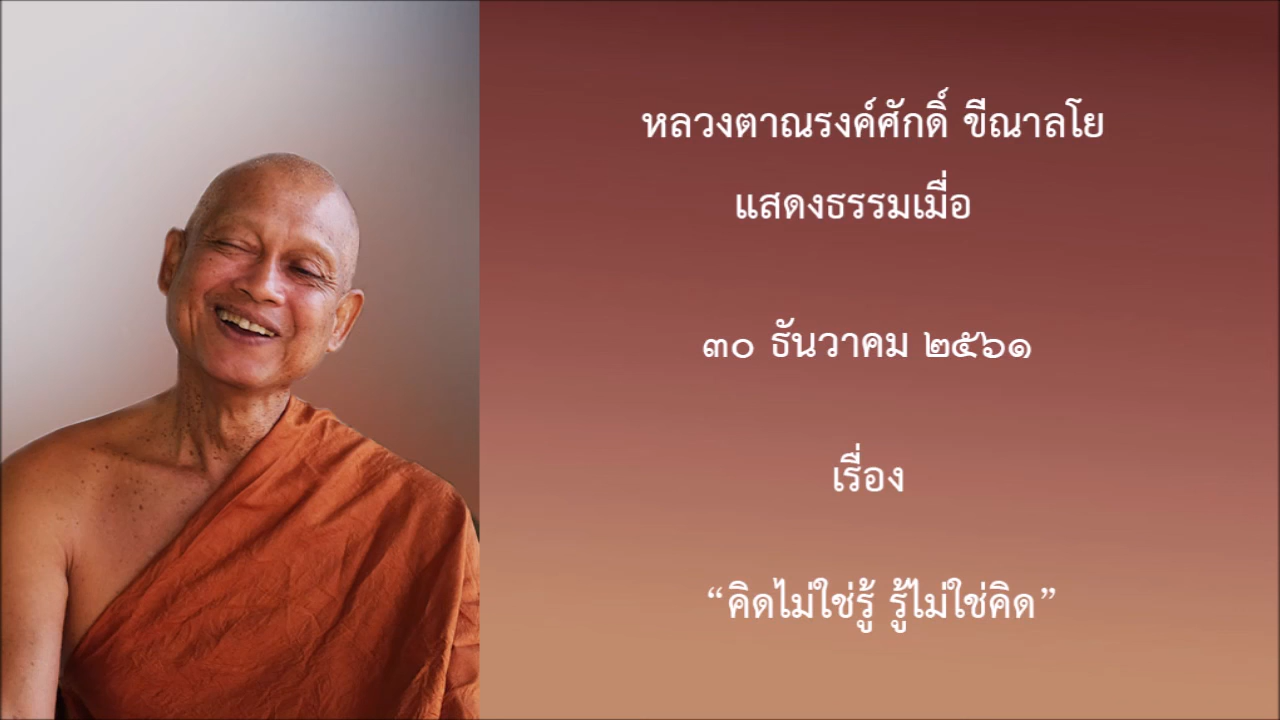 หลวงตาณรงค์ศักดิ์ ขีณาลโย
แสดงธรรมเมื่อ
๓๐ ธันวาคม ๒๕๖๑
เรื่อง
“คิดไม่ใช่รู้ รู้ไม่ใช่คิด”